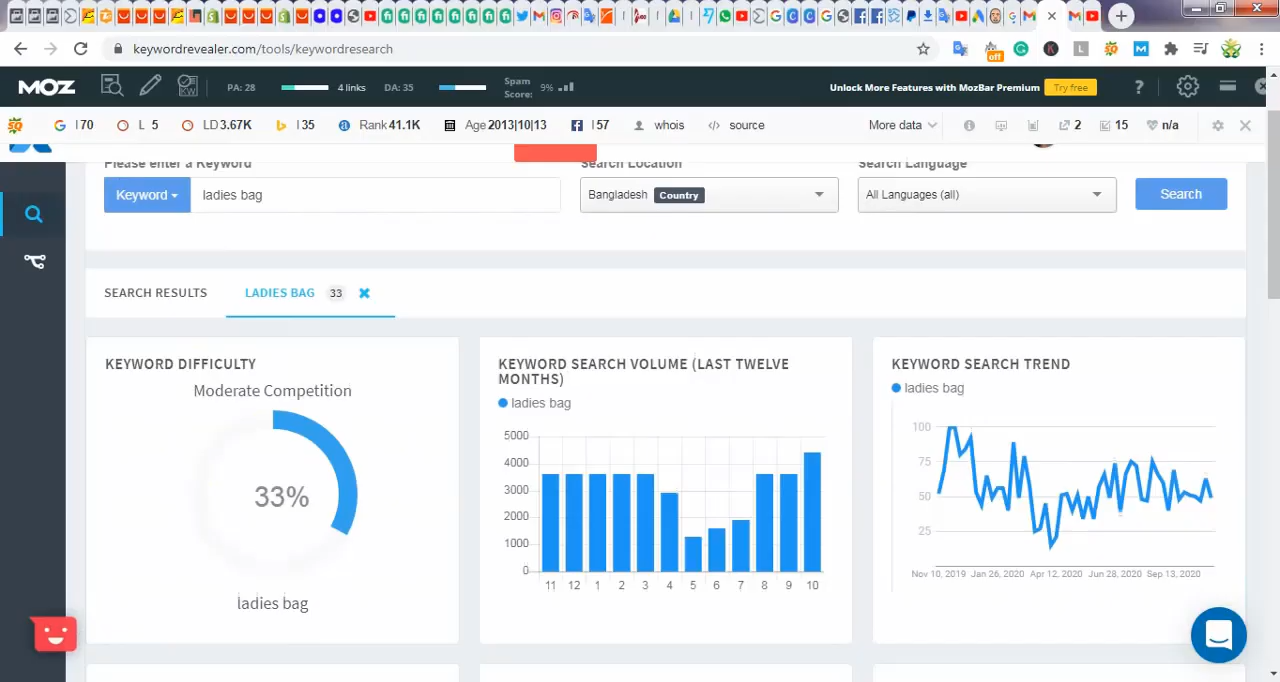 keywordrevealer.com/tools/keywordresearch
off
MOZ
PA: 28
4 links
DA: 35
Spam Score: 9%
Unlock More Features with MozBar Premium
Try free
?
I 70
L 5
LD 3.67K
I 35
Rank 41.1K
Age 2013|10|13
I 57
whois
source
More data
2
15
n/a
Please enter a Keyword
Search Location
Search Language
Keyword
ladies bag
Bangladesh Country
All Languages (all)
Search
SEARCH RESULTS
LADIES BAG 33
KEYWORD DIFFICULTY
Moderate Competition
33%
ladies bag
KEYWORD SEARCH VOLUME (LAST TWELVE
MONTHS)
ladies bag
5000
4000
3000
2000
1000
0
11 12 1 2 3 4 5 6 7 8 9 10
KEYWORD SEARCH TREND
ladies bag
100
75
50
25
Nov 10, 2019 Jan 26, 2020 Apr 12, 2020 Jun 28, 2020 Sep 13, 2020